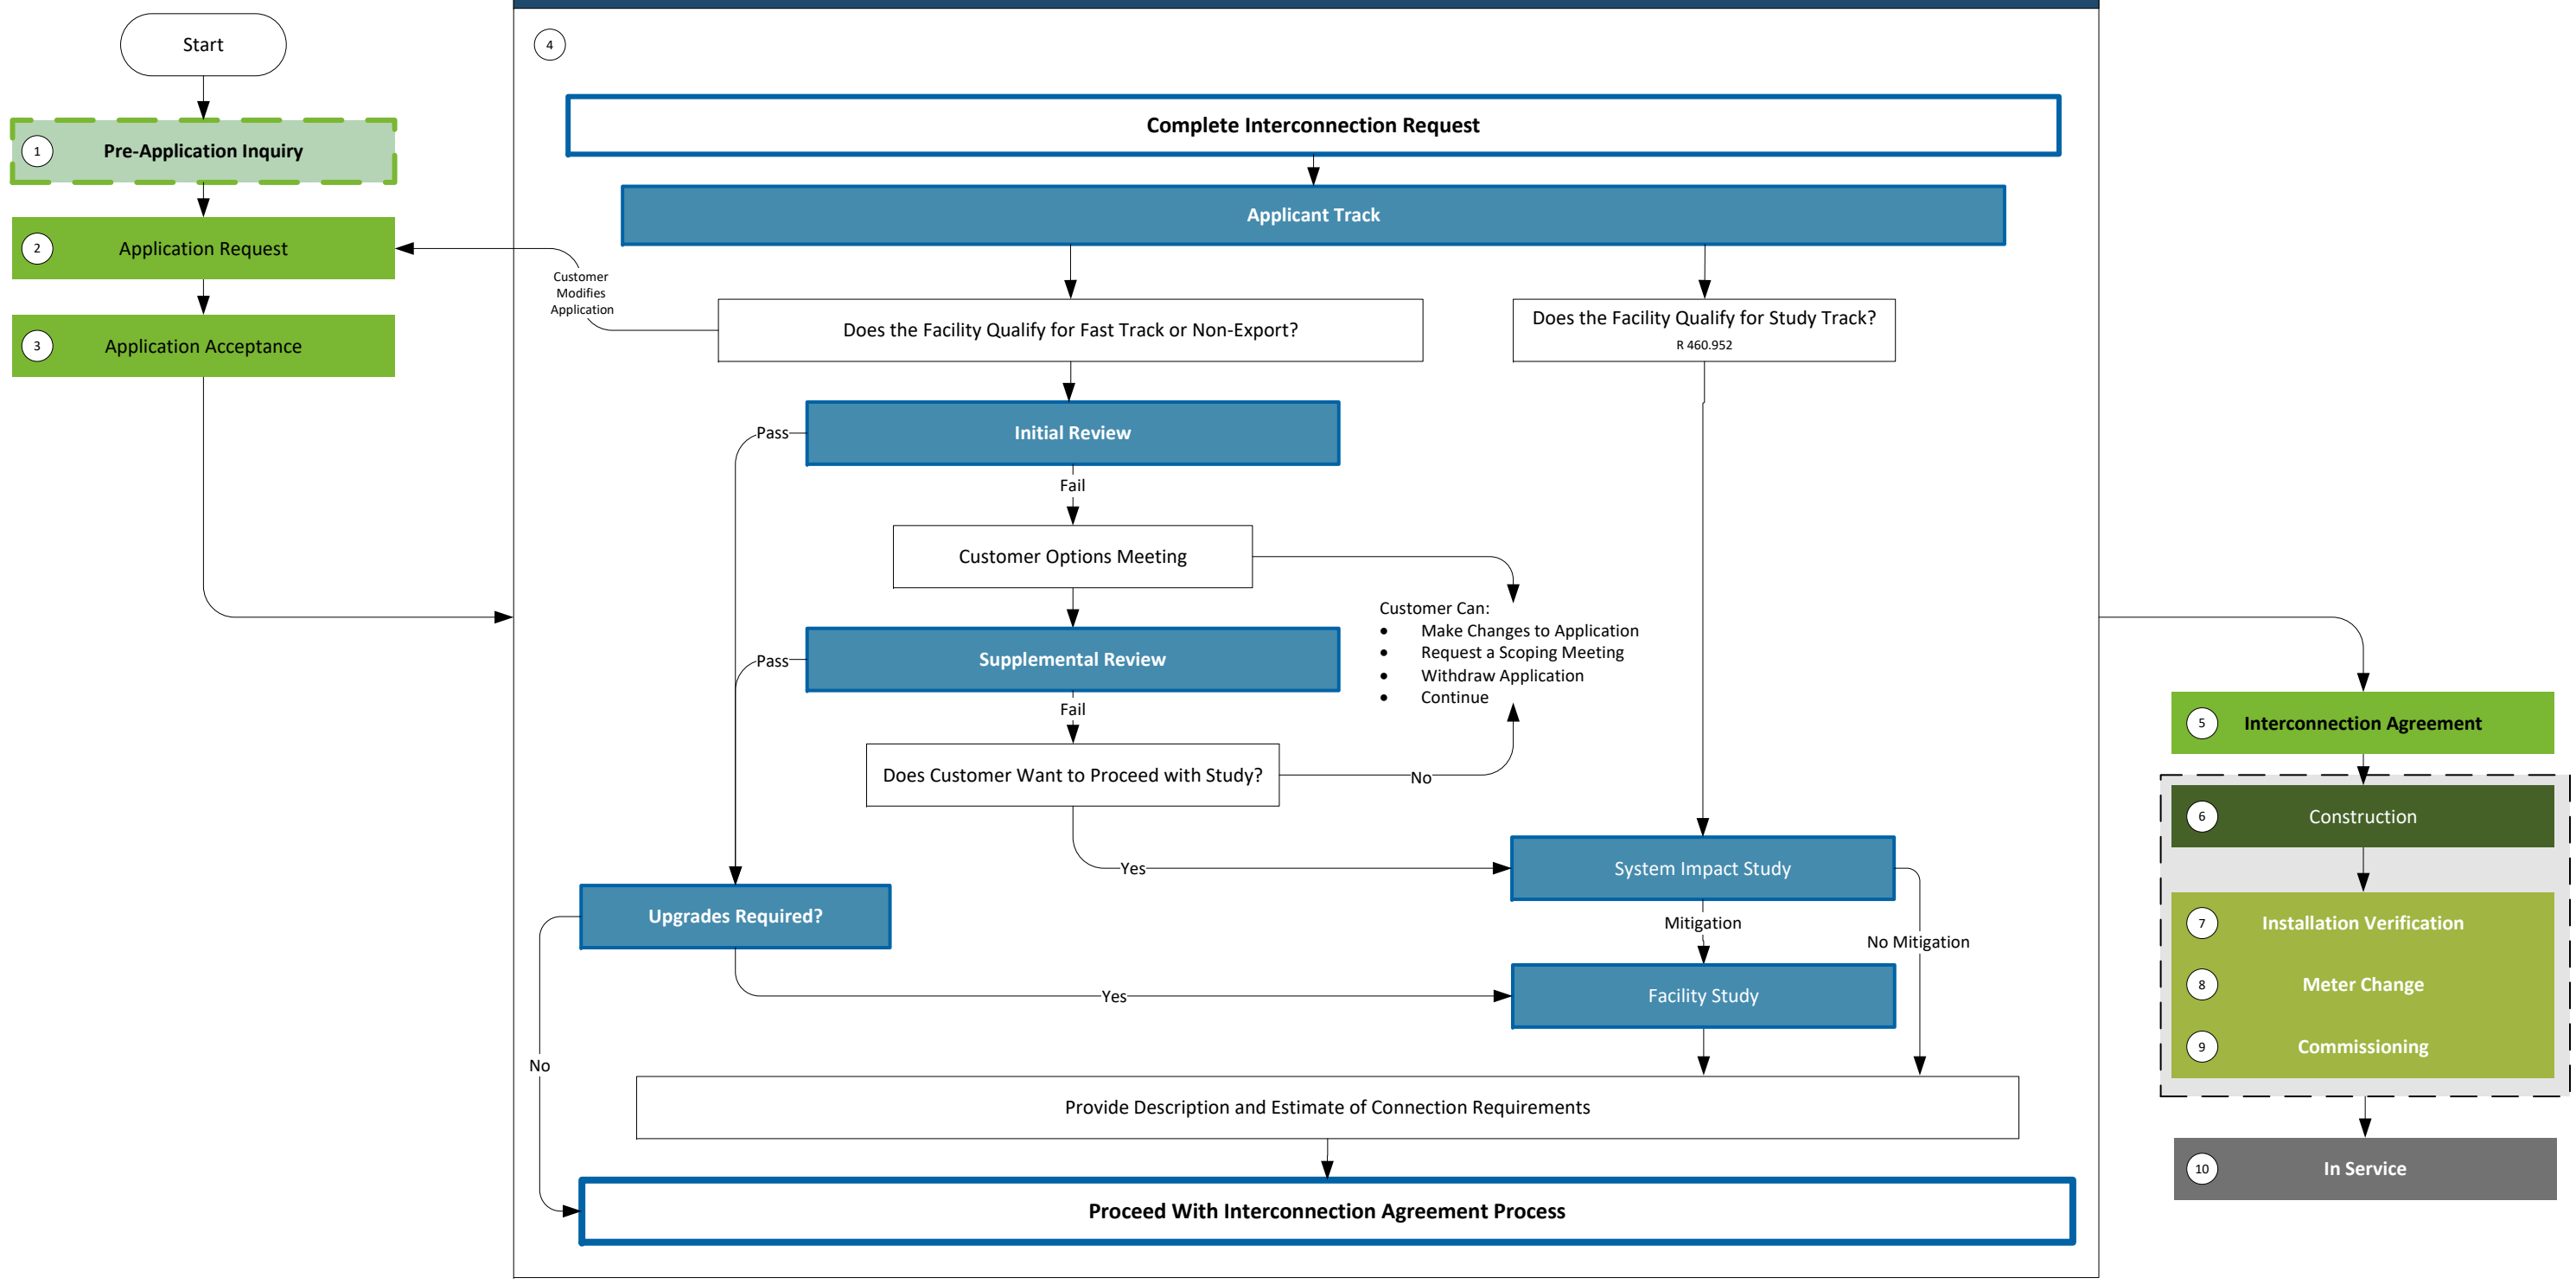 Start
1
Pre-Application Inquiry
2
Application Request
3
Application Acceptance
4
Complete Interconnection Request
Applicant Track
Customer
Modifies
Application
Does the Facility Qualify for Fast Track or Non-Export?
Does the Facility Qualify for Study Track?
R 460.952
Initial Review
Pass
Fail
Customer Options Meeting
Customer Can:
• Make Changes to Application
• Request a Scoping Meeting
• Withdraw Application
• Continue
Supplemental Review
Pass
Fail
Does Customer Want to Proceed with Study?
No
Yes
System Impact Study
Mitigation
No Mitigation
Upgrades Required?
Yes
Facility Study
No
Provide Description and Estimate of Connection Requirements
Proceed With Interconnection Agreement Process
5
Interconnection Agreement
6
Construction
7
Installation Verification
8
Meter Change
9
Commissioning
10
In Service